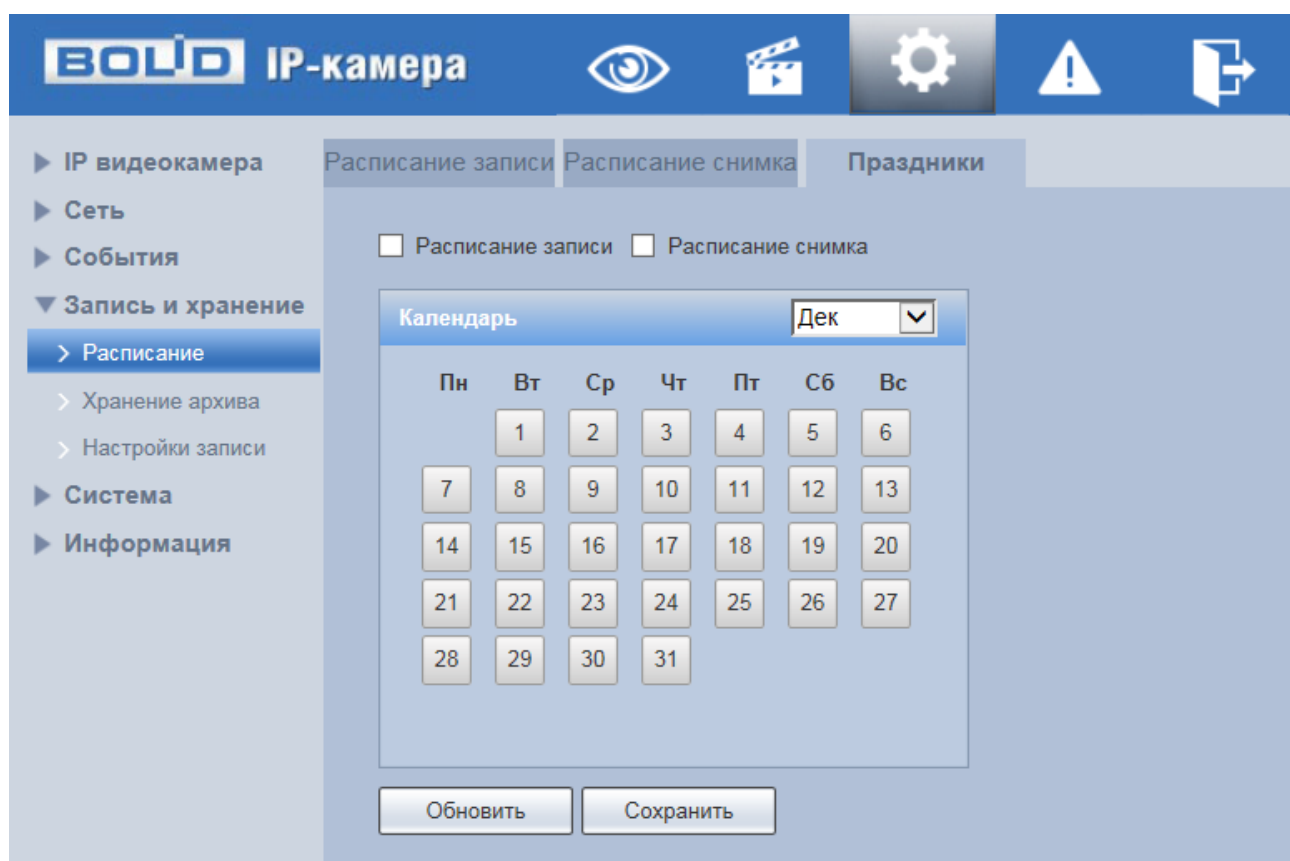 BOLID IP-камера
IP видеокамера
Сеть
События
Запись и хранение
Расписание
Хранение архива
Настройки записи
Система
Информация
Расписание записи Расписание снимка Праздники
Расписание записи Расписание снимка
Календарь Дек
Пн Вт Ср Чт Пт Сб Вс
1 2 3 4 5 6
7 8 9 10 11 12 13
14 15 16 17 18 19 20
21 22 23 24 25 26 27
28 29 30 31
Обновить Сохранить